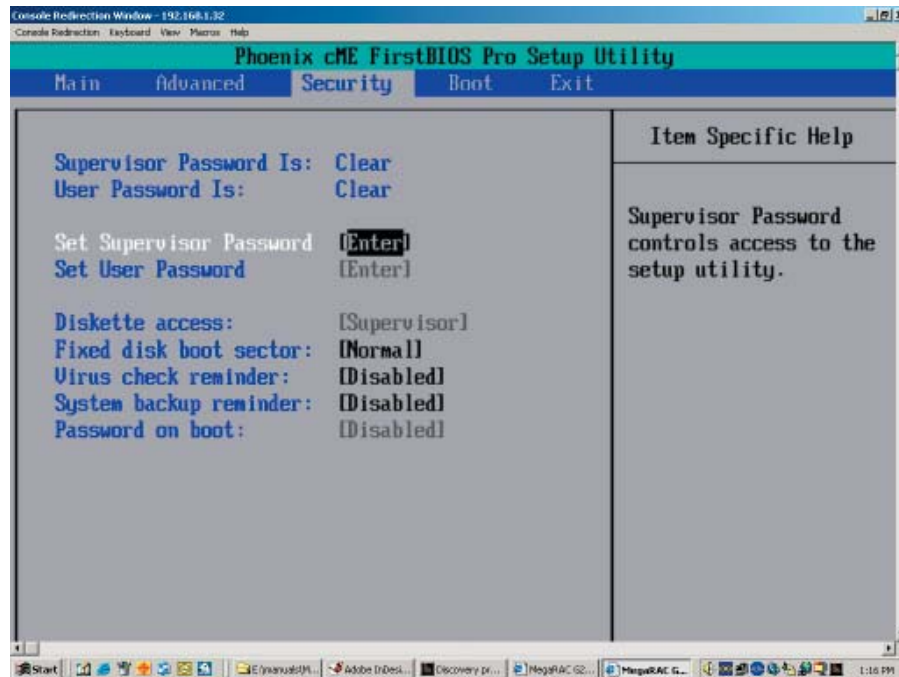 Console Redirection Window - 192.168.1.32
Console Redirection Keyboard View Macros Help
Phoenix cME FirstBIOS Pro Setup Utility
Main Advanced Security Boot Exit
Item Specific Help
Supervisor Password Is: Clear
User Password Is: Clear
Supervisor Password
controls access to the
setup utility.
Set Supervisor Password [Enter]
Set User Password [Enter]
Diskette access: [Supervisor]
Fixed disk boot sector: [Normal]
Virus check reminder: [Disabled]
System backup reminder: [Disabled]
Password on boot: [Disabled]
Start Adobe InDesi... Discovery pr... MegaRAC G2... MegaRAC G... 1:16 PM